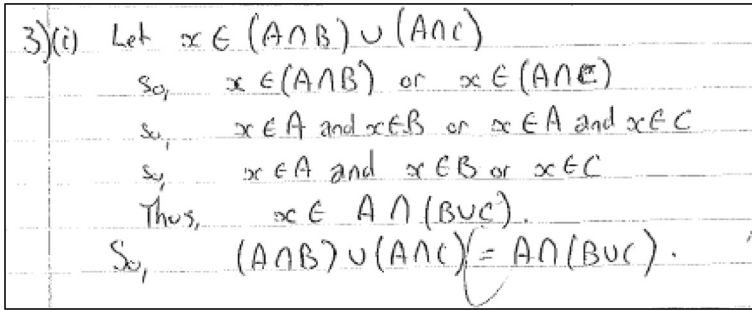 3)(i) Let x ∈ (A∩B) ∪ (A∩C)
So, x ∈ (A∩B) or x ∈ (A∩C)
So, x ∈ A and x ∈ B or x ∈ A and x ∈ C
So, x ∈ A and x ∈ B or x ∈ C
Thus, x ∈ A ∩ (B∪C).
So, (A∩B) ∪ (A∩C) = A∩(B∪C).